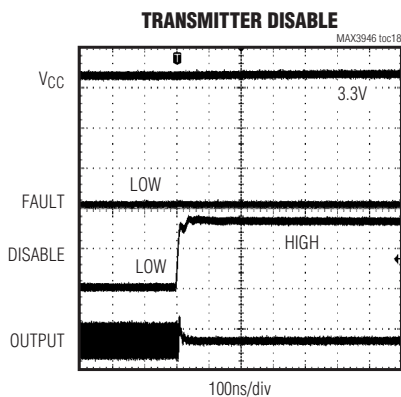 TRANSMITTER DISABLE
MAX3946 toc18
T
VCC
3.3V
LOW
FAULT
HIGH
DISABLE
LOW
OUTPUT
100ns/div